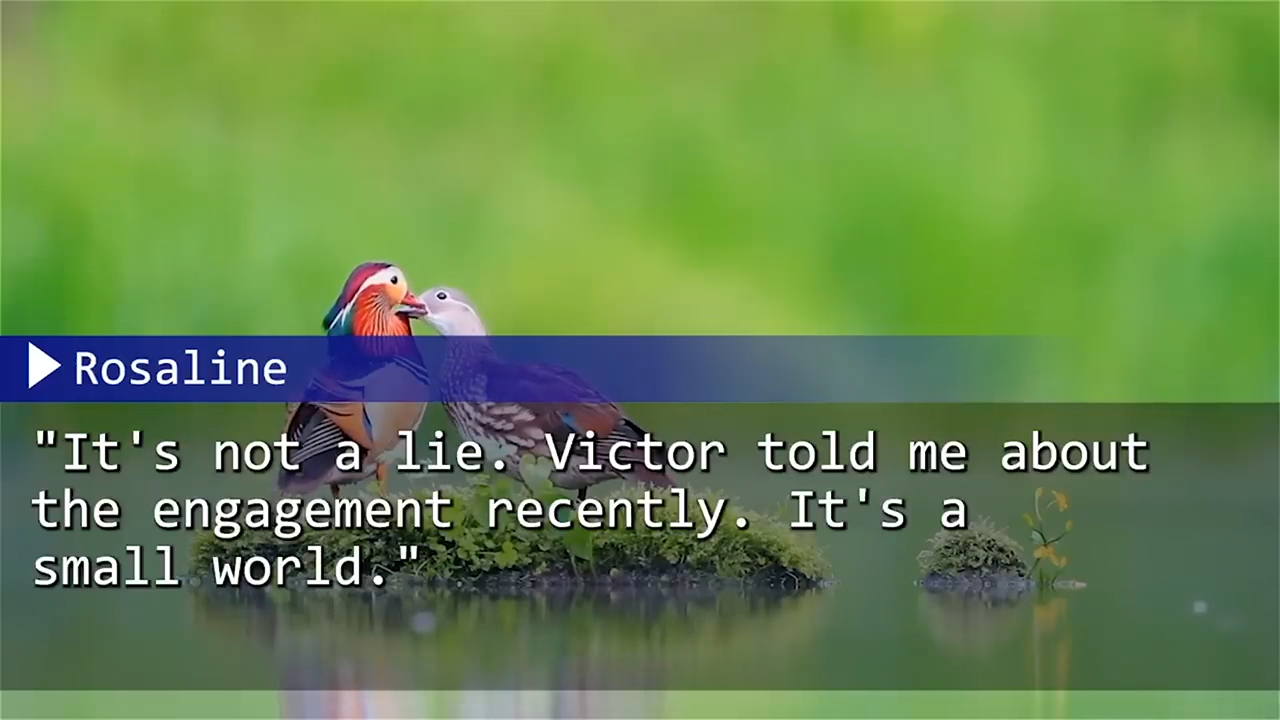 Rosaline
"It's not a lie. Victor told me about
the engagement recently. It's a
small world."